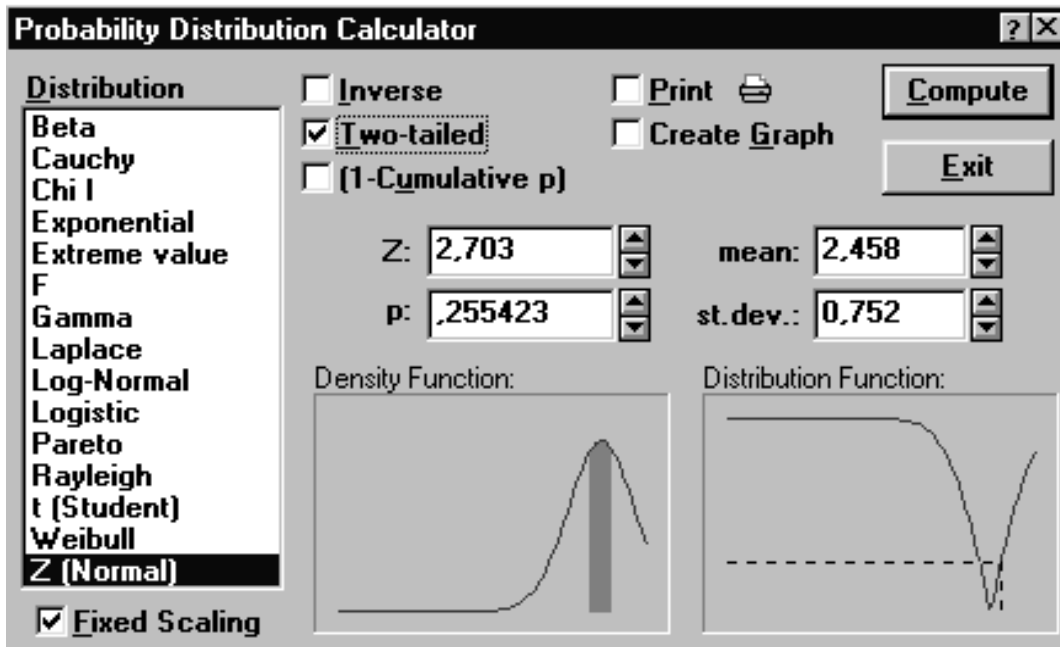 Probability Distribution Calculator
Distribution
Beta
Cauchy
Chi I
Exponential
Extreme value
F
Gamma
Laplace
Log-Normal
Logistic
Pareto
Rayleigh
t (Student)
Weibull
Z (Normal)
Fixed Scaling
Inverse
Two-tailed
(1-Cumulative p)
Print
Create Graph
Compute
Exit
Z: 2,703
mean: 2,458
p: ,255423
st.dev.: 0,752
Density Function:
Distribution Function: